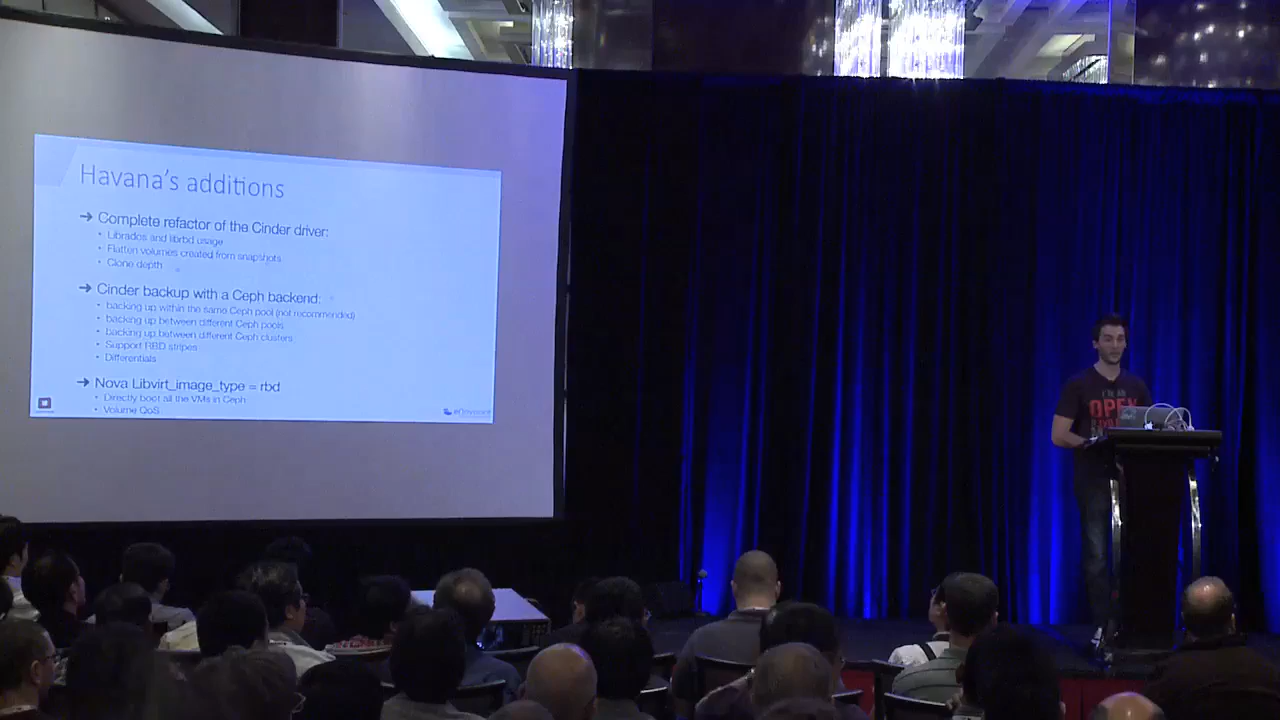 Havana's additions
➔ Complete refactor of the Cinder driver:
• Librados and librbd usage
• Flatten volumes created from snapshots
• Clone depth
➔ Cinder backup with a Ceph backend:
• backing up within the same Ceph pool (not recommended)
• backing up between different Ceph pools
• backing up between different Ceph clusters
• Support RBD stripes
• Differentials
➔ Nova Libvirt_image_type = rbd
• Directly boot all the VMs in Ceph
• Volume QoS
OPEN